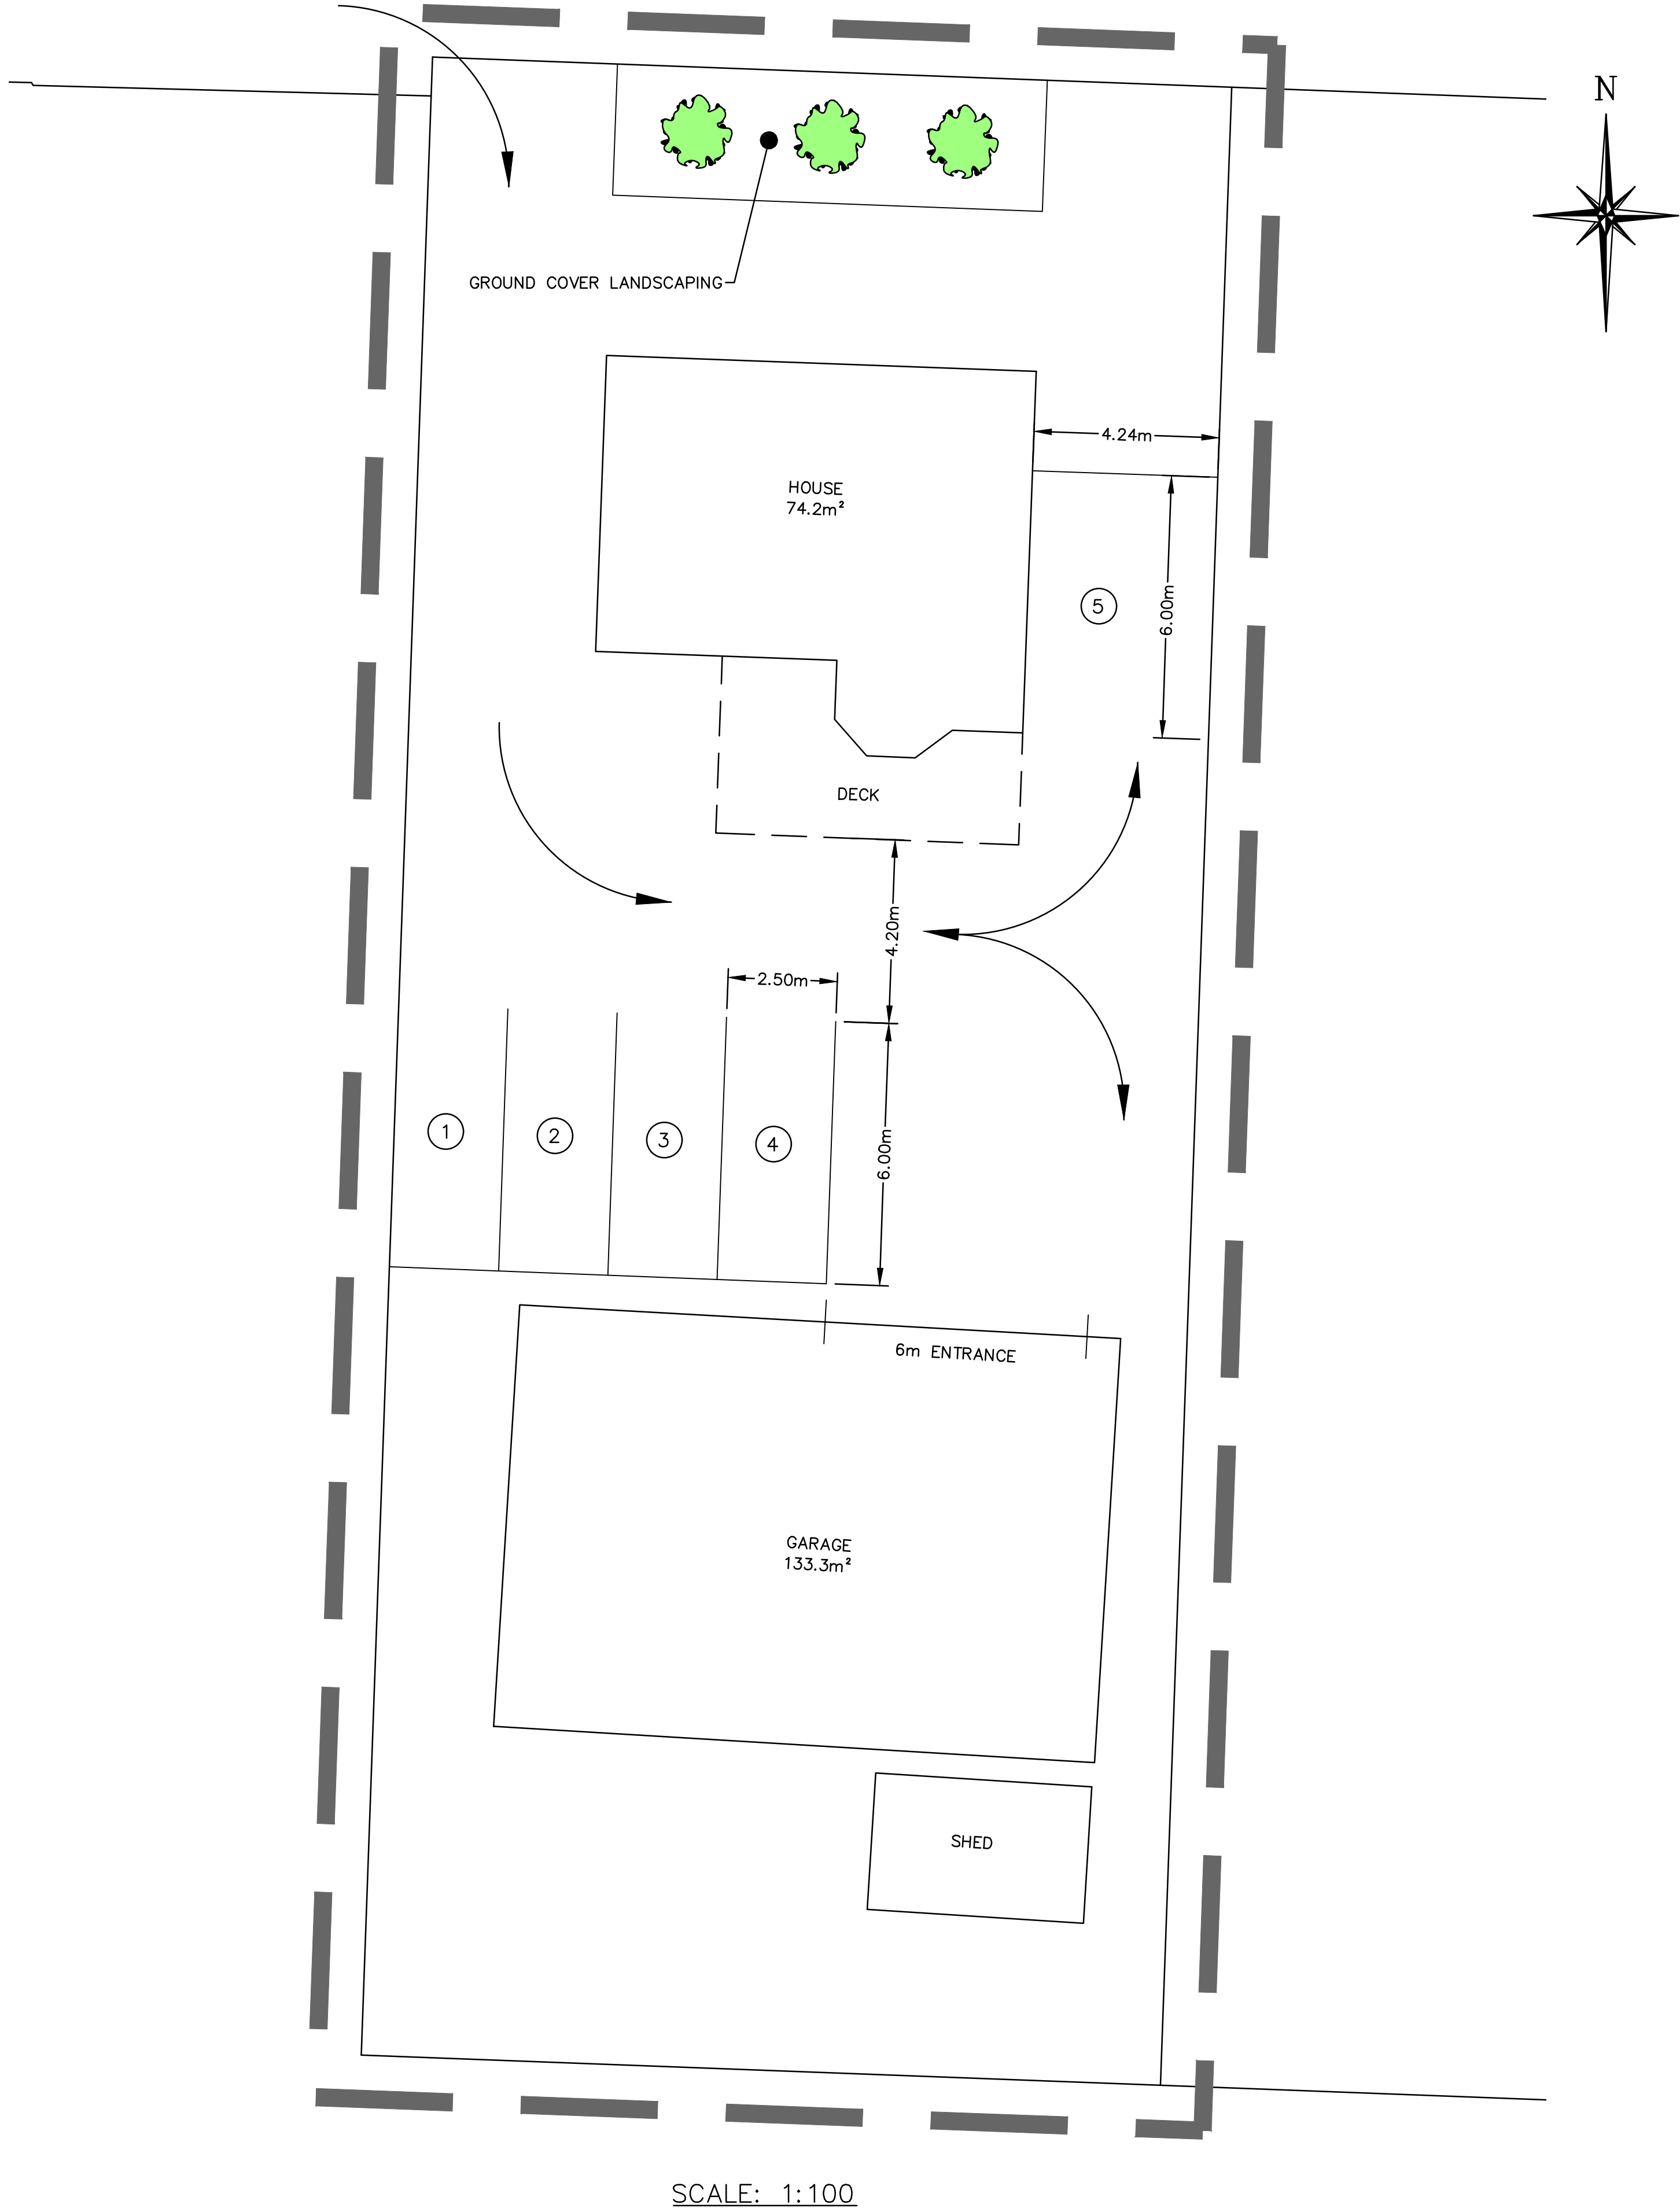 N
GROUND COVER LANDSCAPING
4.24m
HOUSE
74.2m²
5
6.00m
DECK
4.20m
2.50m
1
2
3
4
6.00m
6m ENTRANCE
GARAGE
133.3m²
SHED
SCALE: 1:100